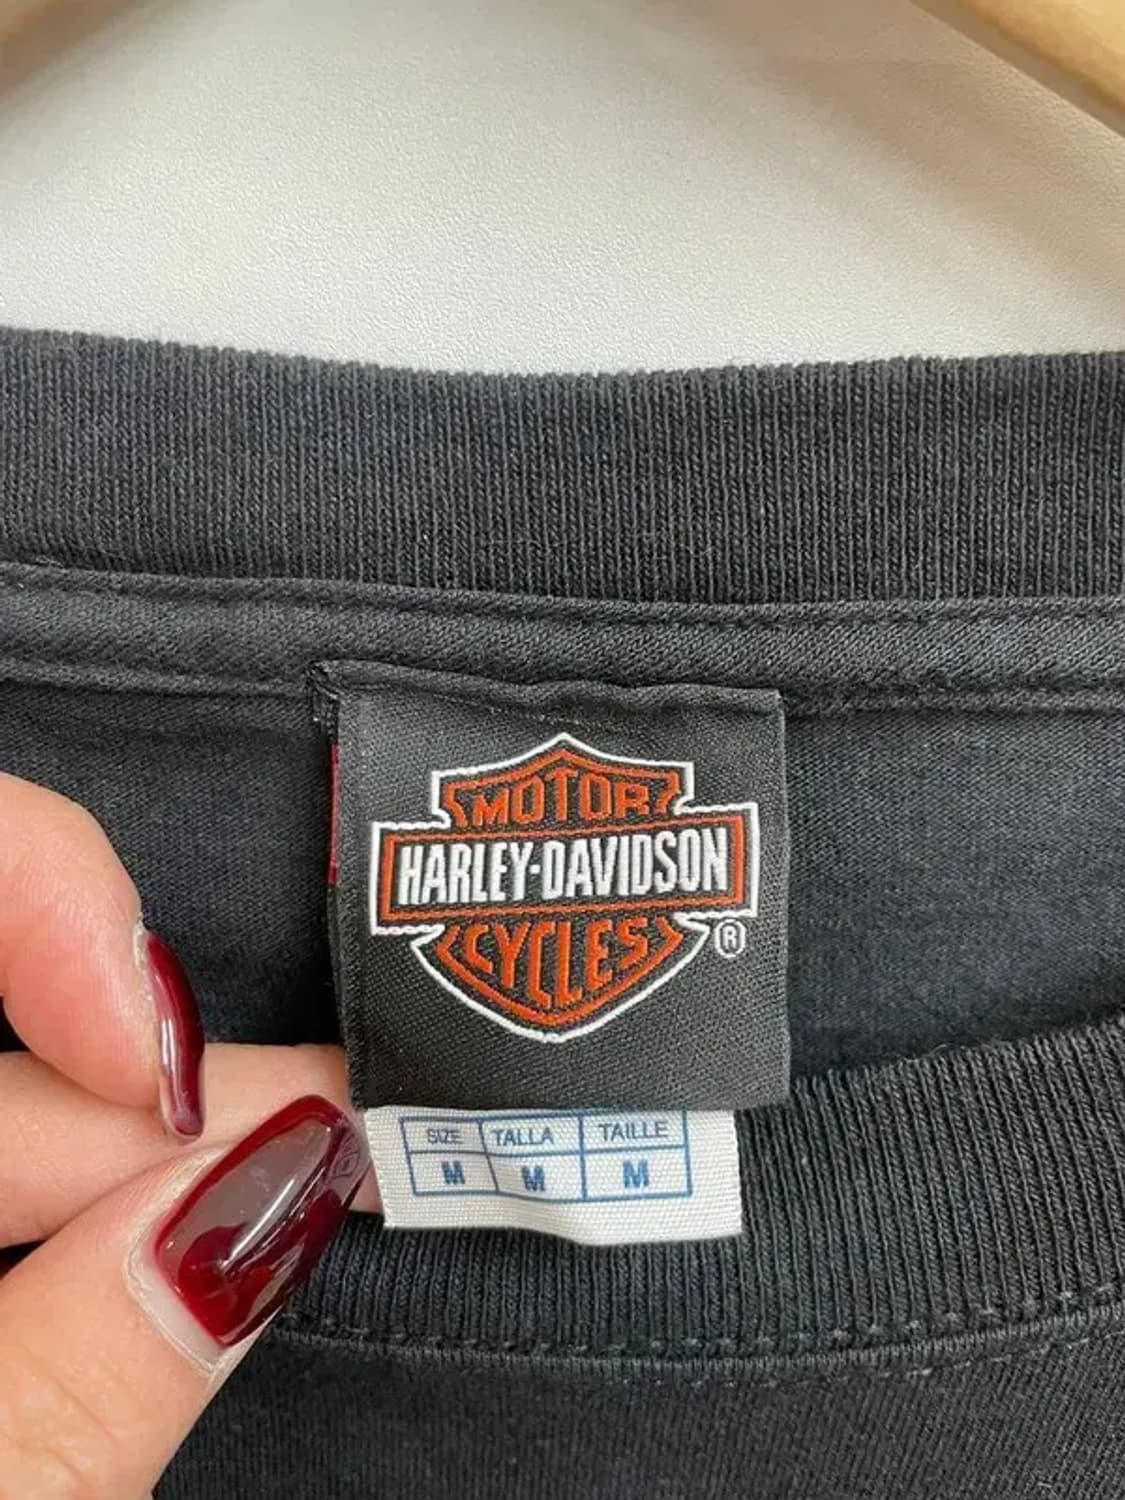 MOTOR
HARLEY-DAVIDSON
CYCLES
®
SIZE TALLA TAILLE
M M M